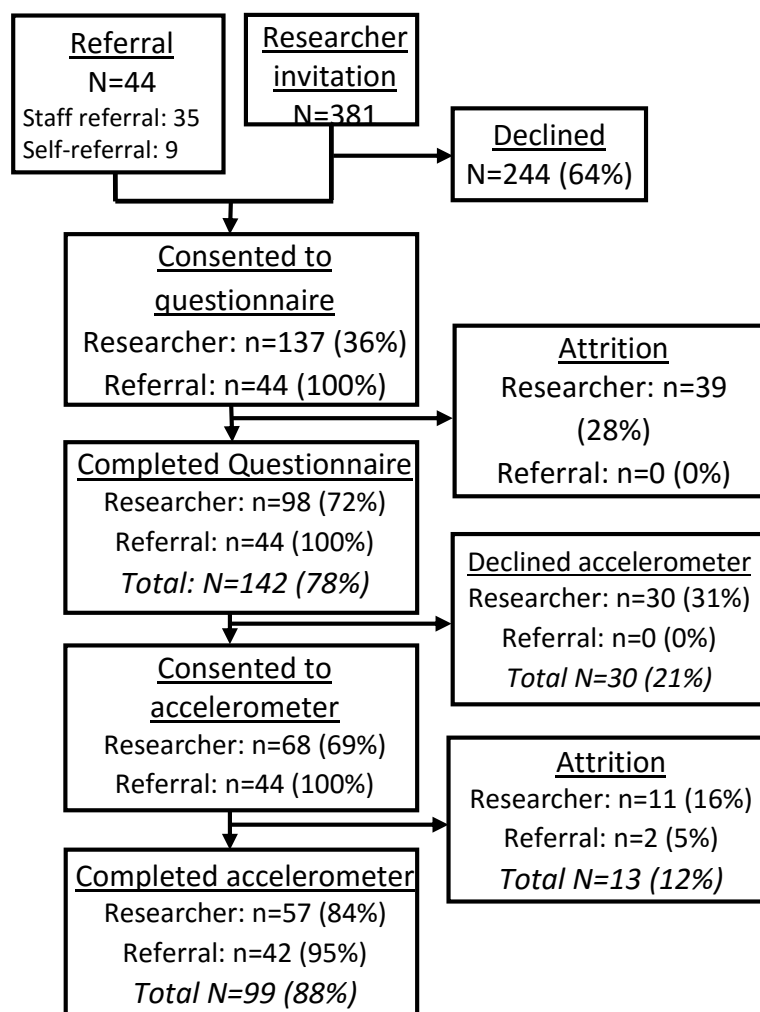 Referral
N=44
Staff referral: 35
Self-referral: 9
Researcher
invitation
N=381
Declined
N=244 (64%)
Consented to
questionnaire
Researcher: n=137 (36%)
Referral: n=44 (100%)
Attrition
Researcher: n=39
(28%)
Referral: n=0 (0%)
Completed Questionnaire
Researcher: n=98 (72%)
Referral: n=44 (100%)
Total: N=142 (78%)
Declined accelerometer
Researcher: n=30 (31%)
Referral: n=0 (0%)
Total N=30 (21%)
Consented to
accelerometer
Researcher: n=68 (69%)
Referral: n=44 (100%)
Attrition
Researcher: n=11 (16%)
Referral: n=2 (5%)
Total N=13 (12%)
Completed accelerometer
Researcher: n=57 (84%)
Referral: n=42 (95%)
Total N=99 (88%)